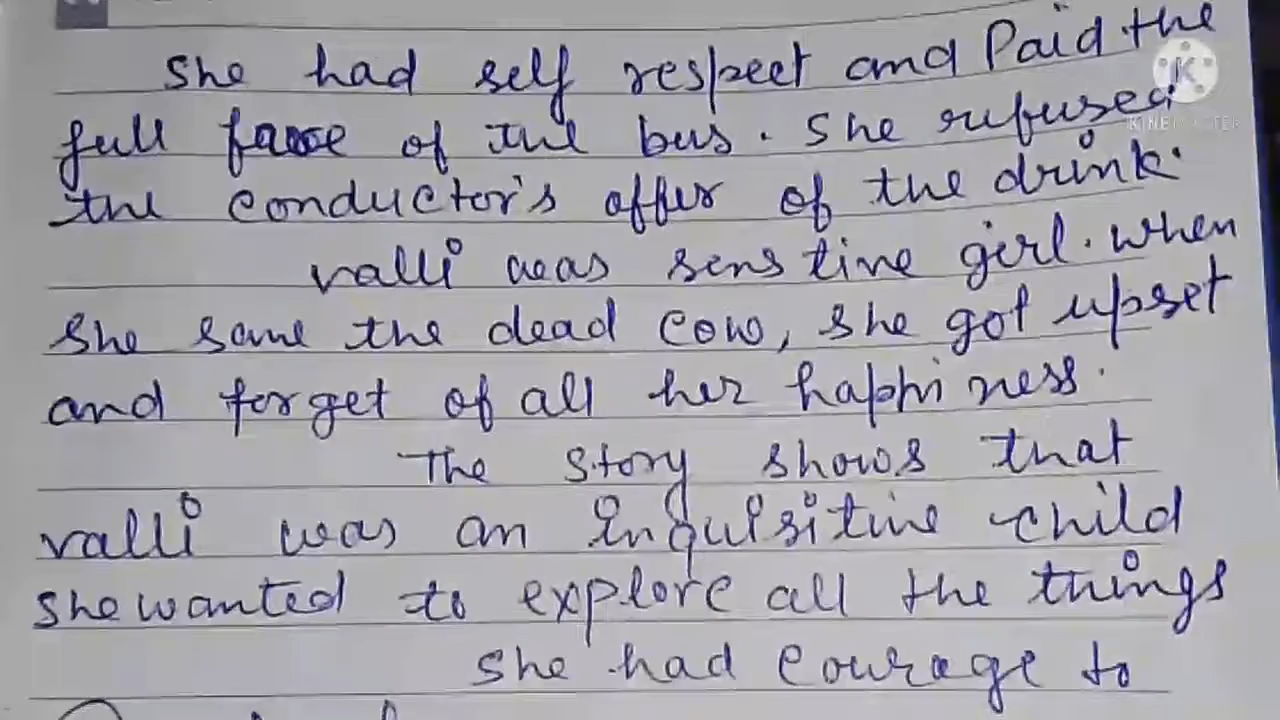 She had self respect and Paid the
full fare of the bus. She refused
the conductor's offer of the drink.
valli was senstive girl. when
she saw the dead cow, she got upset
and forget of all her happiness.
The story shows that
valli was an inquisitive child
she wanted to explore all the things
she had courage to
K
KINEMASTER